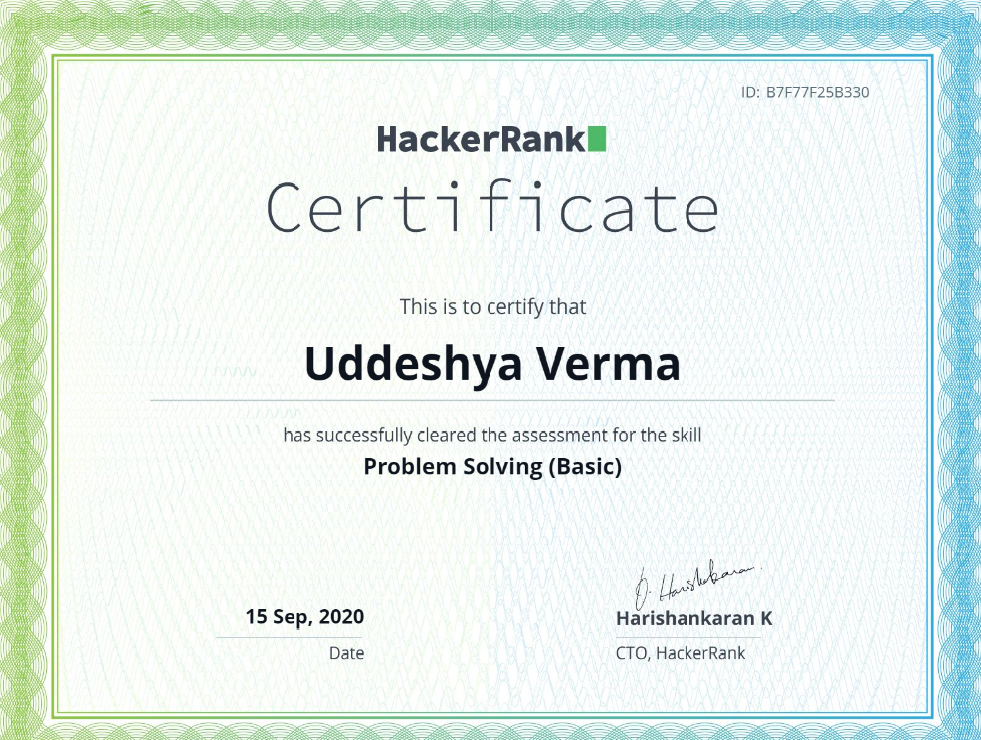 ID: B7F77F25B330
HackerRank
Certificate
This is to certify that
Uddeshya Verma
has successfully cleared the assessment for the skill
Problem Solving (Basic)
15 Sep, 2020
Date
Harishankaran K
CTO, HackerRank